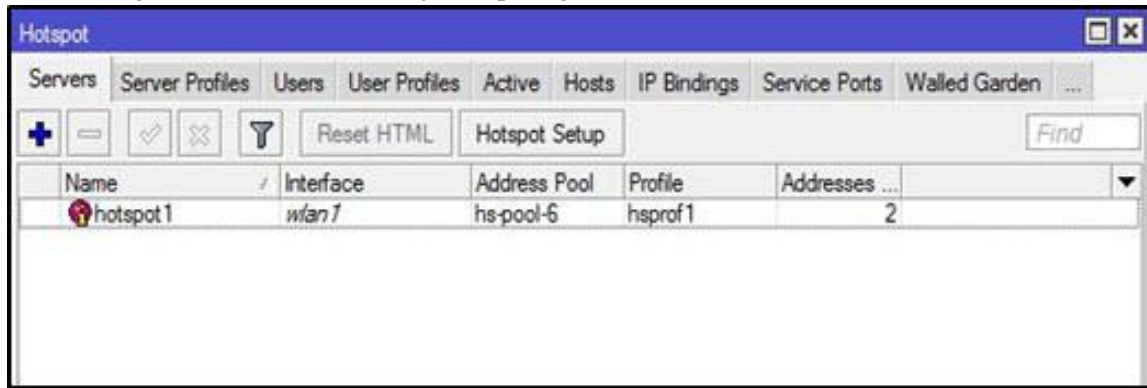 Hotspot
Servers Server Profiles Users User Profiles Active Hosts IP Bindings Service Ports Walled Garden ...
Reset HTML Hotspot Setup Find
Name Interface Address Pool Profile Addresses ...
hotspot1 wlan1 hs-pool-6 hsprof1 2